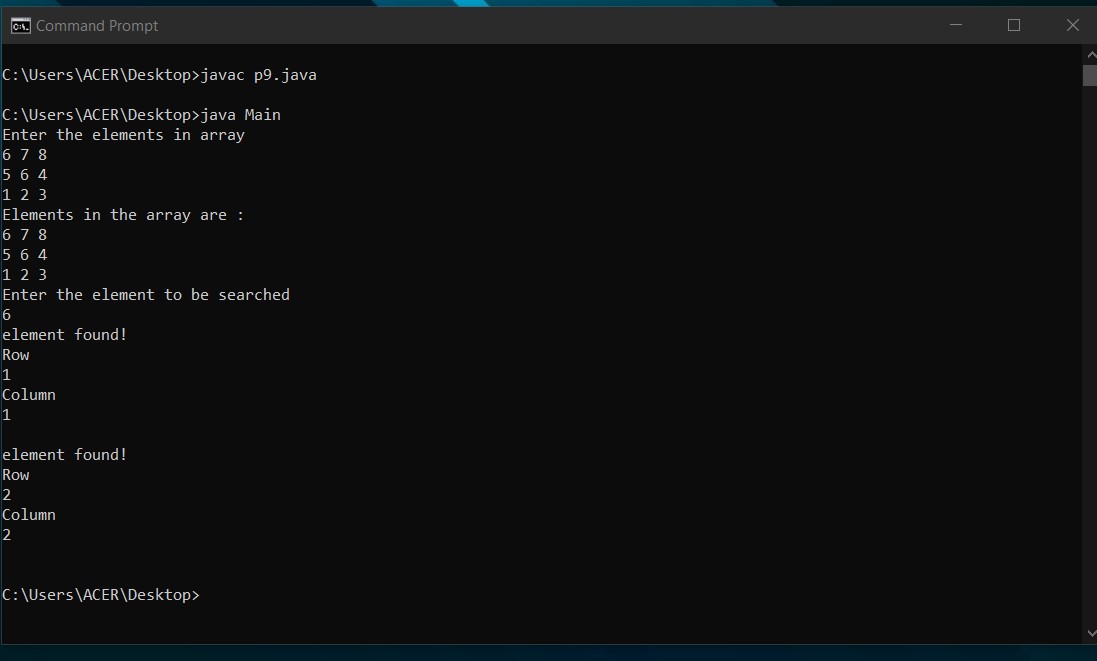 Command Prompt
C:\Users\ACER\Desktop>javac p9.java
C:\Users\ACER\Desktop>java Main
Enter the elements in array
6 7 8
5 6 4
1 2 3
Elements in the array are :
6 7 8
5 6 4
1 2 3
Enter the element to be searched
6
element found!
Row
1
Column
1
element found!
Row
2
Column
2
C:\Users\ACER\Desktop>